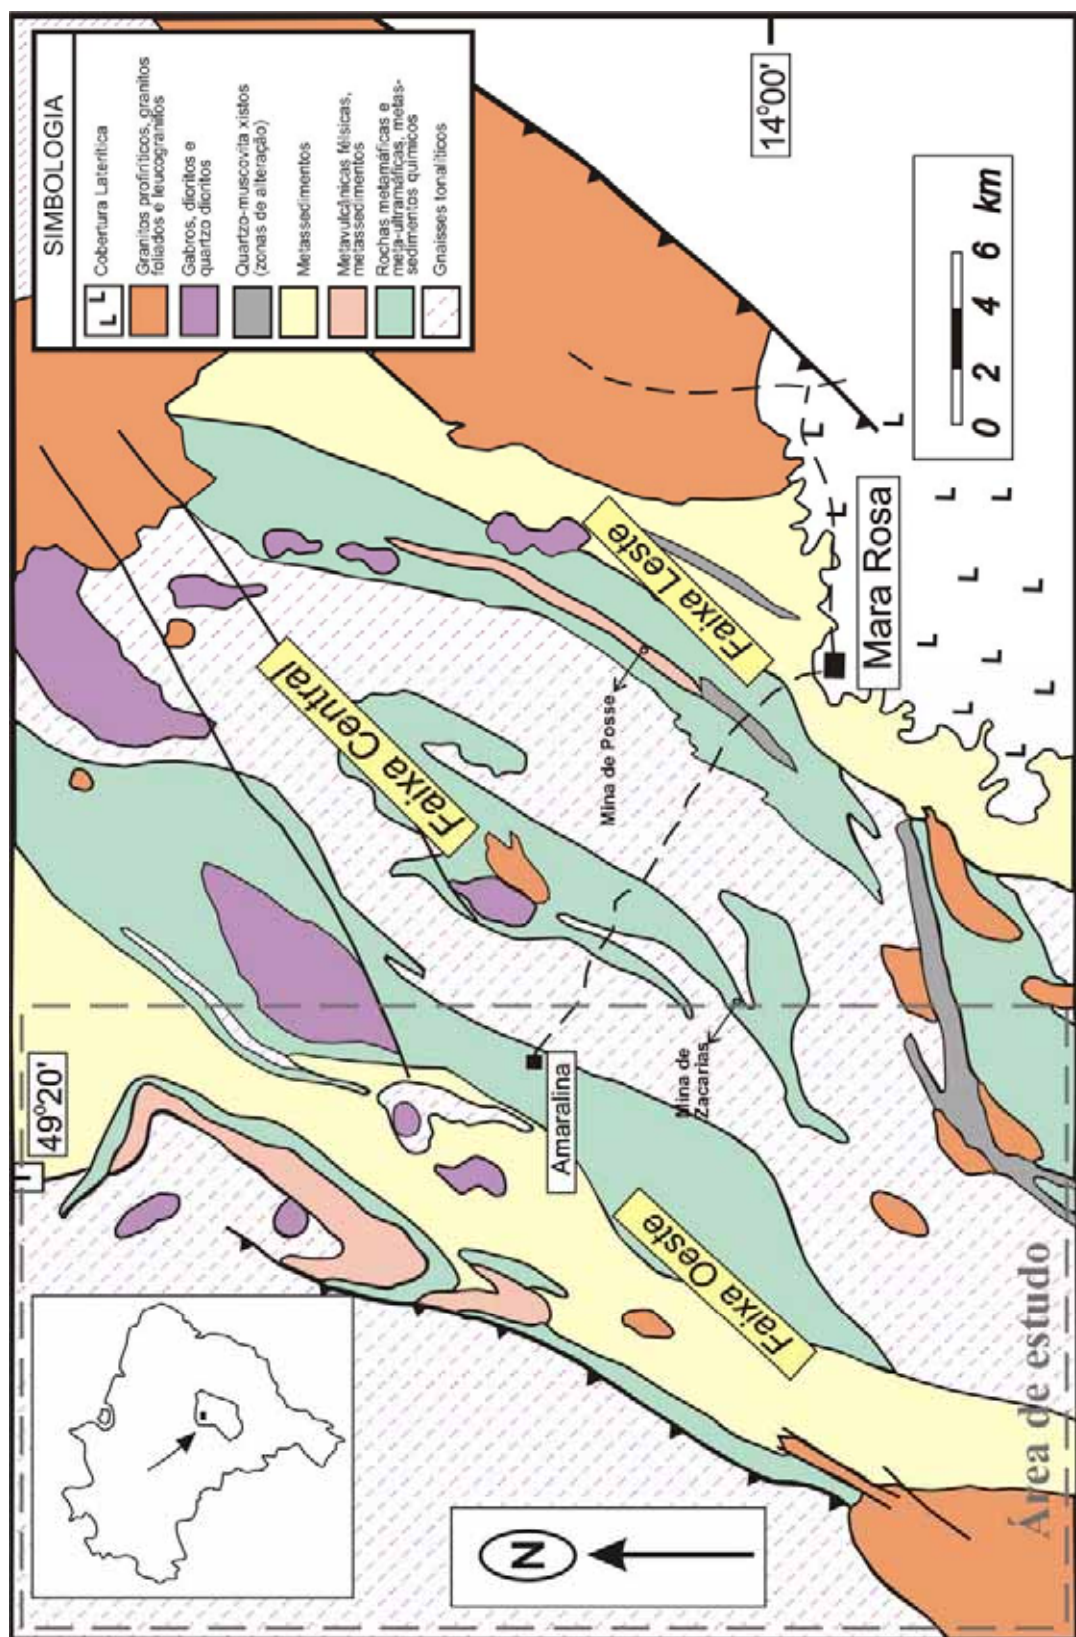 SIMBOLOGIA
L L
Cobertura Laterítica
Granitos profiríticos, granitos
foliados e leucogranitos
Gabros, dioritos e
quartzo dioritos
Quartzo-muscovita xistos
(zonas de alteração)
Metassedimentos
Metavulcânicas félsicas,
metassedimentos
Rochas metamáficas e
meta-ultramáficas, metas-
sedimentos químicos
Gnaisses tonalíticos
49°20'
14°00'
Faixa Central
Faixa Leste
Faixa Oeste
Mina de Posse
Mina de
Zacarias
Amaralina
Mara Rosa
L
L
L
L
L
L
L
L
L
L
L
L
N
0 2 4 6 km
Área de estudo